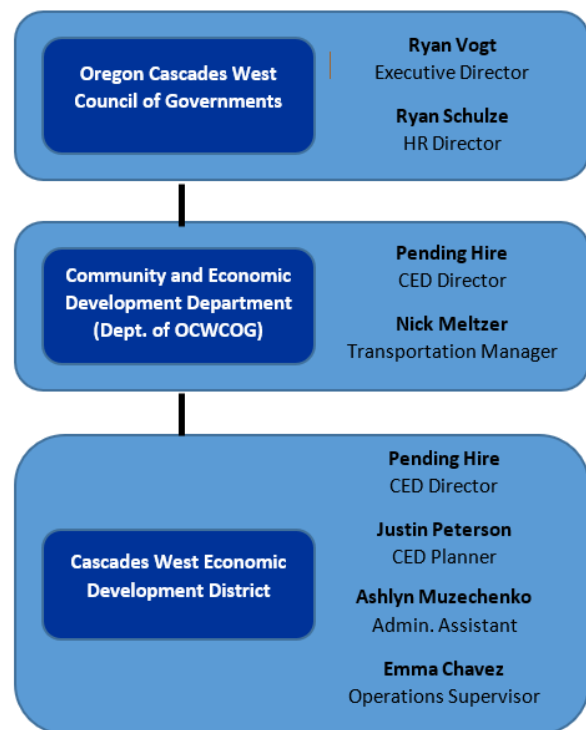 Oregon Cascades West
Council of Governments
Ryan Vogt
Executive Director
Ryan Schulze
HR Director
Community and Economic
Development Department
(Dept. of OCWCOG)
Pending Hire
CED Director
Nick Meltzer
Transportation Manager
Cascades West Economic
Development District
Pending Hire
CED Director
Justin Peterson
CED Planner
Ashlyn Muzechenko
Admin. Assistant
Emma Chavez
Operations Supervisor